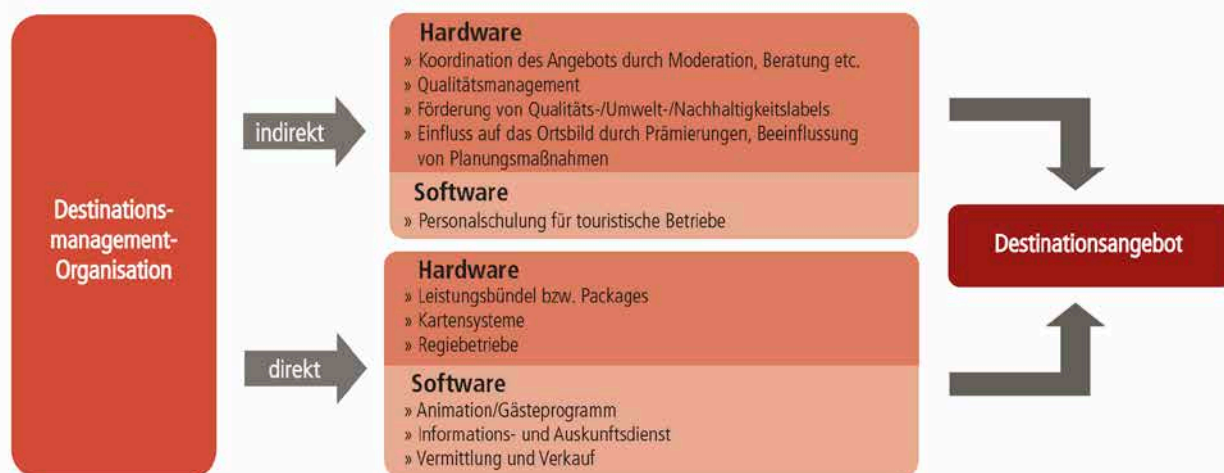 Destinations-
management-
Organisation
indirekt
Hardware
» Koordination des Angebots durch Moderation, Beratung etc.
» Qualitätsmanagement
» Förderung von Qualitäts-/Umwelt-/Nachhaltigkeitslabels
» Einfluss auf das Ortsbild durch Prämierungen, Beeinflussung
von Planungsmaßnahmen
Software
» Personalschulung für touristische Betriebe
direkt
Hardware
» Leistungsbündel bzw. Packages
» Kartensysteme
» Regiebetriebe
Software
» Animation/Gästeprogramm
» Informations- und Auskunftsdienst
» Vermittlung und Verkauf
Destinationsangebot